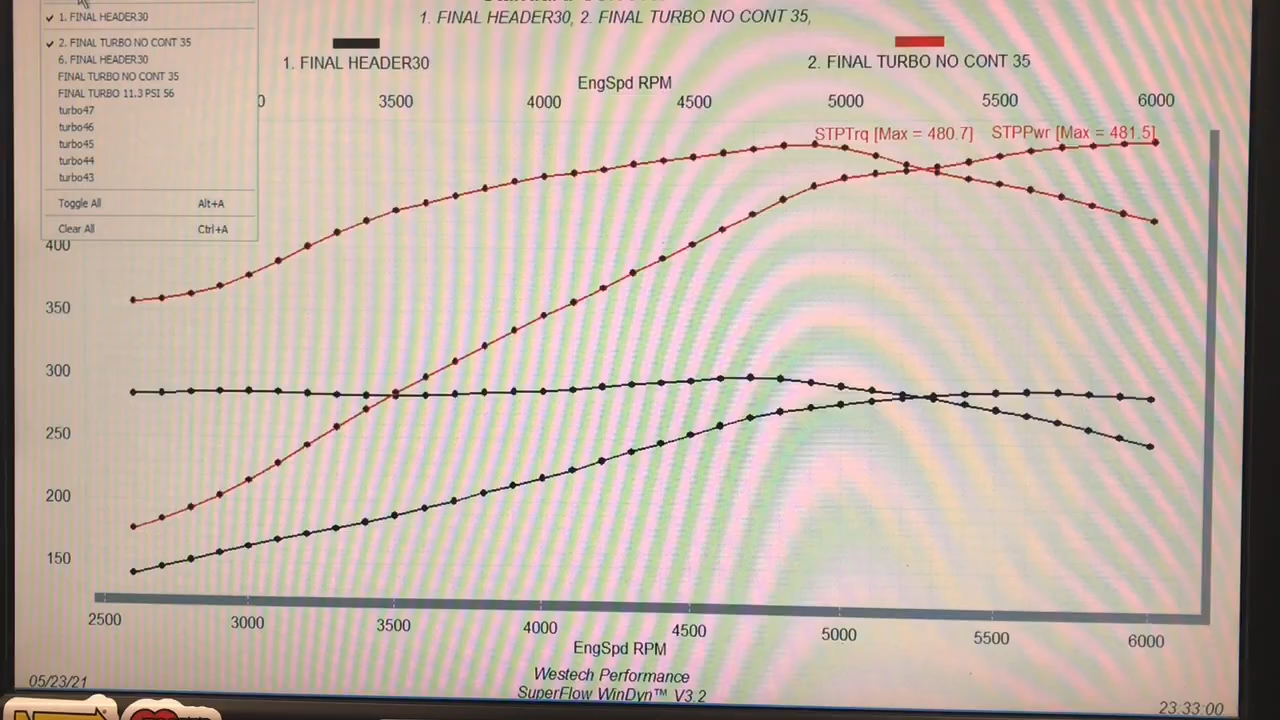 1. FINAL HEADER30
2. FINAL TURBO NO CONT 35
6. FINAL HEADER30
FINAL TURBO NO CONT 35
FINAL TURBO 11.3 PSI 56
turbo47
turbo46
turbo45
turbo44
turbo43
Toggle All Alt+A
Clear All Ctrl+A
1. FINAL HEADER30, 2. FINAL TURBO NO CONT 35,
1. FINAL HEADER30
2. FINAL TURBO NO CONT 35
EngSpd RPM
0 3500 4000 4500 5000 5500 6000
STPTrq [Max = 480.7] STPPwr [Max = 481.5]
400
350
300
250
200
150
2500 3000 3500 4000 4500 5000 5500 6000
EngSpd RPM
Westech Performance
SuperFlow WinDyn™ V3.2
05/23/21
23:33:00